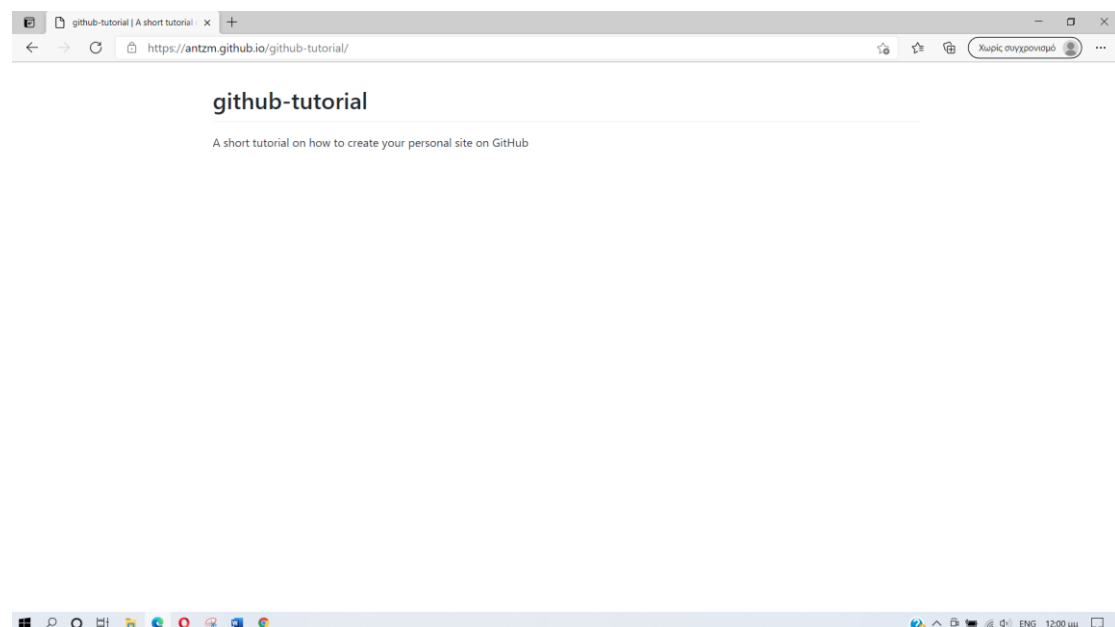 github-tutorial | A short tutorial
https://antzm.github.io/github-tutorial/
Χωρίς συγχρονισμό
github-tutorial
A short tutorial on how to create your personal site on GitHub
ENG 12:00 μμ